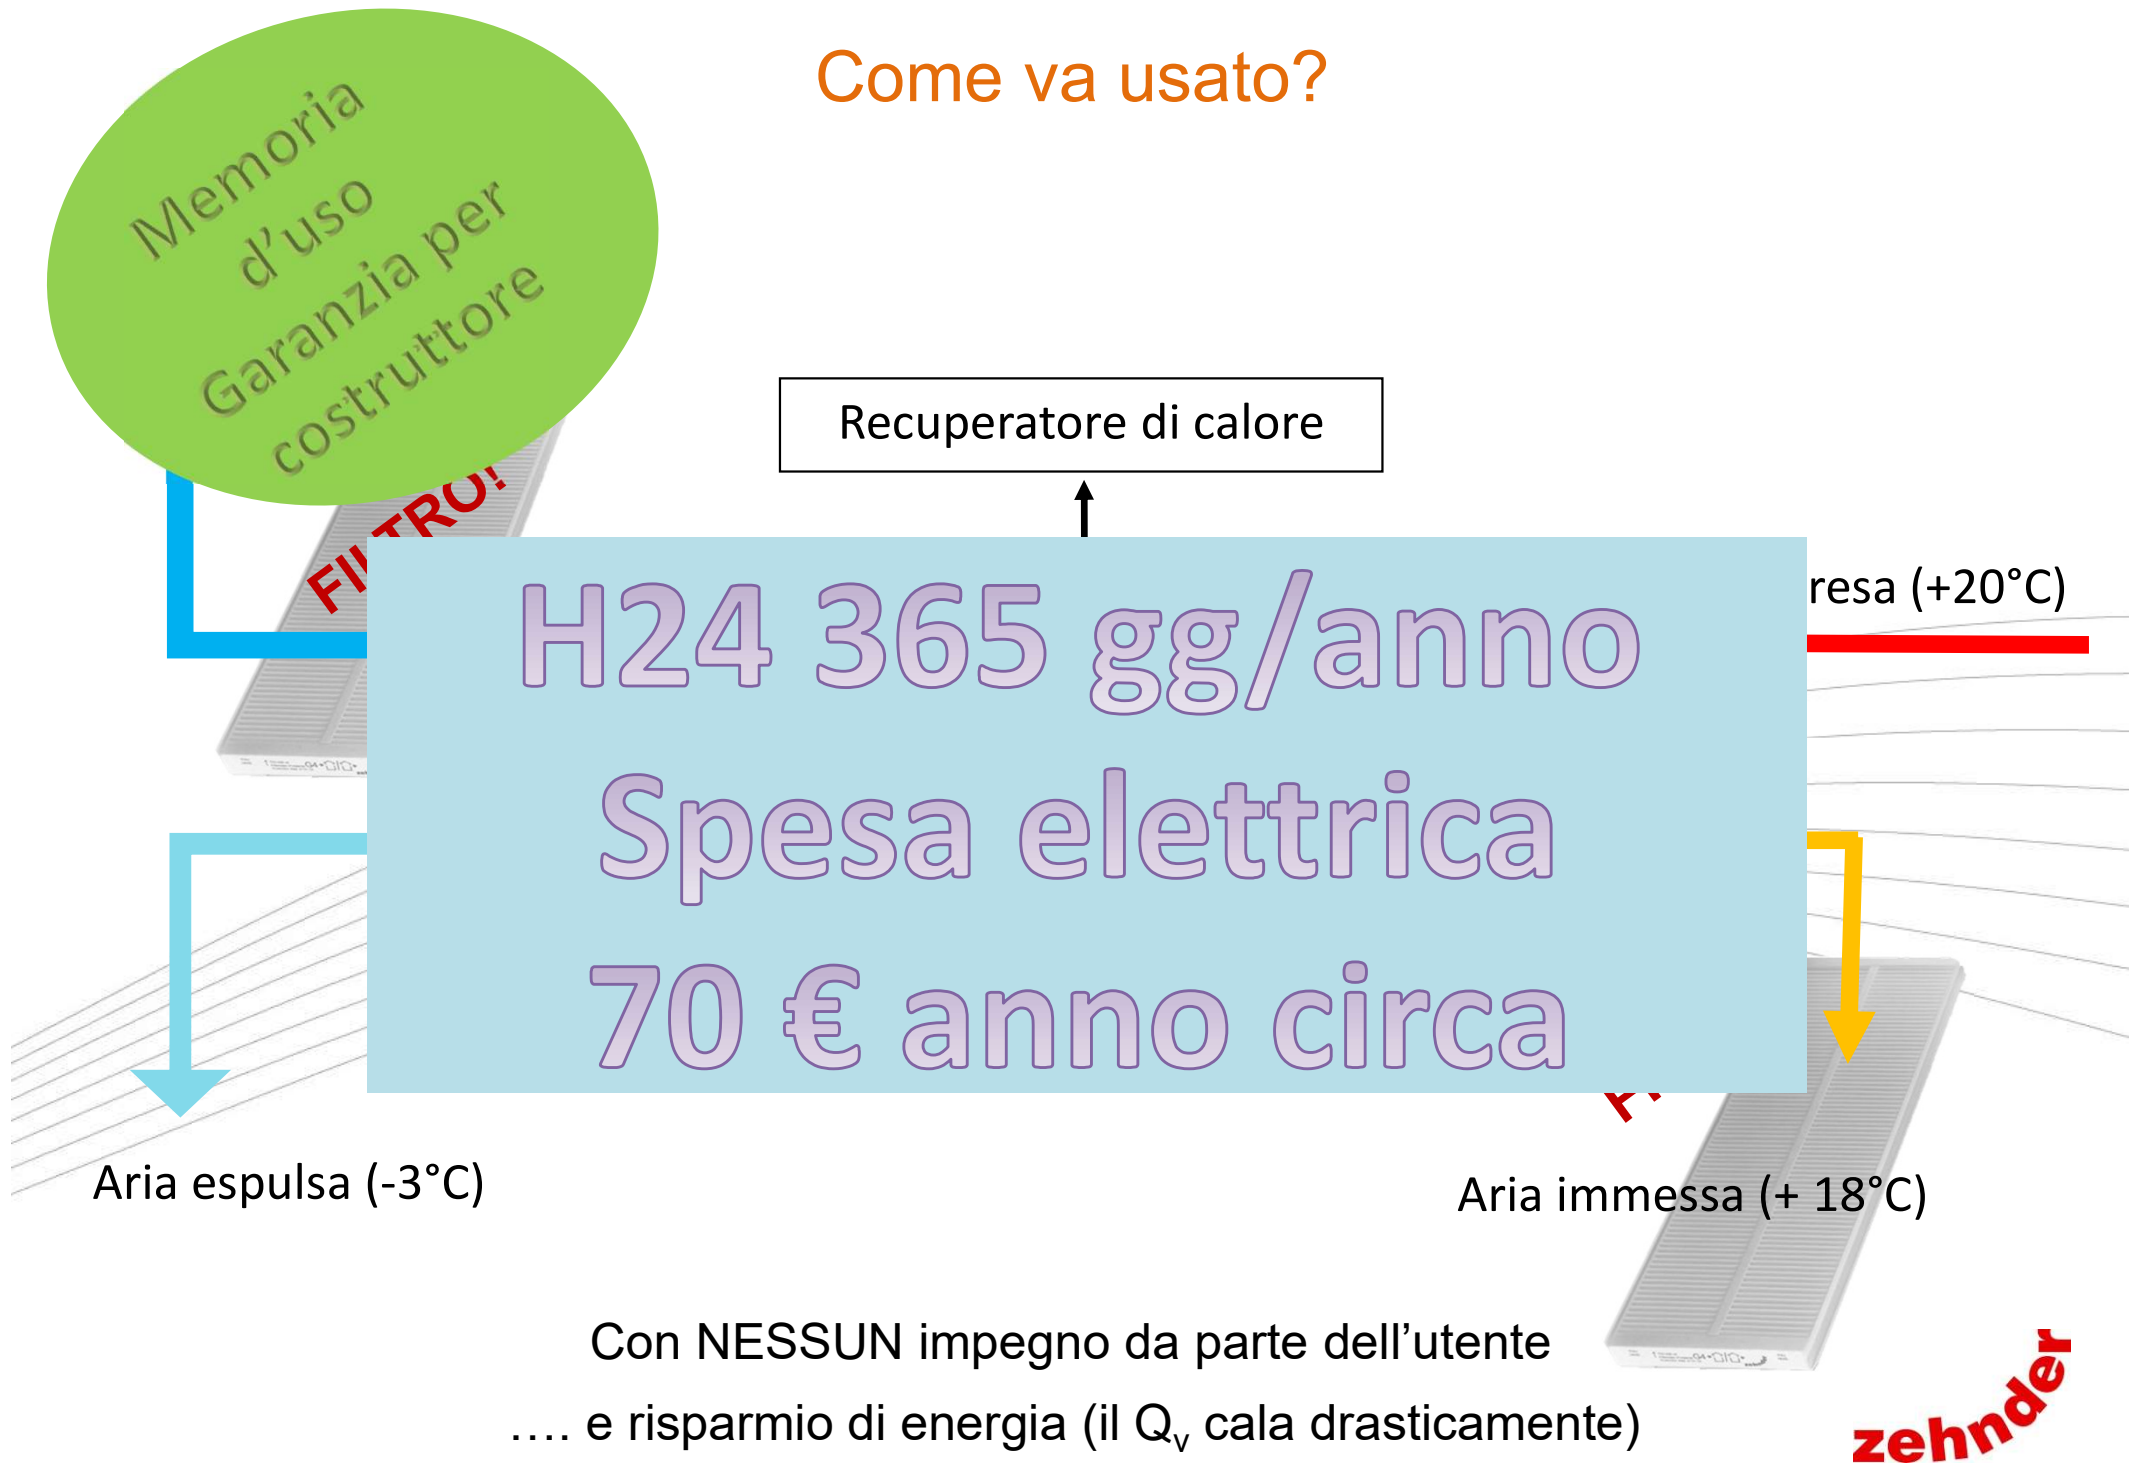 Come va usato?
Memoria
d'uso
Garanzia per
costruttore
Recuperatore di calore
FILTRO!
resa (+20°C)
H24 365 gg/anno
Spesa elettrica
70 € anno circa
Aria espulsa (-3°C)
Aria immessa (+ 18°C)
Con NESSUN impegno da parte dell’utente
.... e risparmio di energia (il Qv cala drasticamente)
zehnder